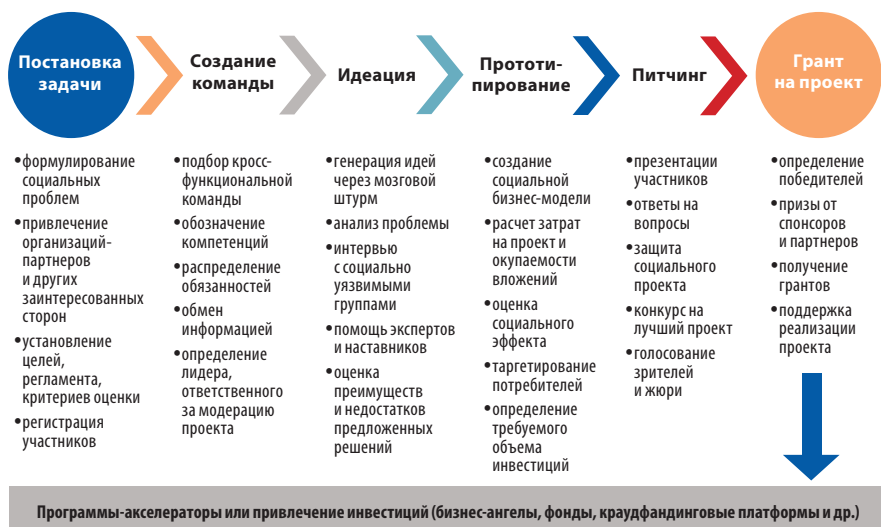 Постановка
задачи
Создание
команды
Идеация
Прототи-
пирование
Питчинг
Грант
на проект
•формулирование
социальных
проблем
•привлечение
организаций-
партнеров
и других
заинтересованных
сторон
•установление
целей,
регламента,
критериев оценки
•регистрация
участников
•подбор кросс-
функциональной
команды
•обозначение
компетенций
•распределение
обязанностей
•обмен
информацией
•определение
лидера,
ответственного
за модерацию
проекта
•генерация идей
через мозговой
штурм
•анализ проблемы
•интервью
с социально
уязвимыми
группами
•помощь экспертов
и наставников
•оценка
преимуществ
и недостатков
предложенных
решений
•создание
социальной
бизнес-модели
•расчет затрат
на проект и
окупаемости
вложений
•оценка
социального
эффекта
•таргетирование
потребителей
•определение
требуемого
объема
инвестиций
•презентации
участников
•ответы на
вопросы
•защита
социального
проекта
•конкурс на
лучший проект
•голосование
зрителей
и жюри
•определение
победителей
•призы от
спонсоров
и партнеров
•получение
грантов
•поддержка
реализации
проекта
Программы-акселераторы или привлечение инвестиций (бизнес-ангелы, фонды, краудфандинговые платформы и др.)